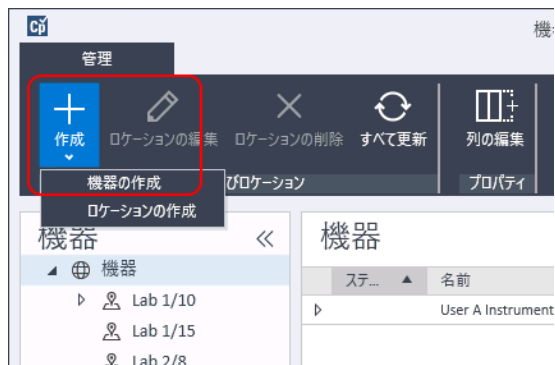 Cp
機
管理
作成 ロケーションの編集 ロケーションの削除 すべて更新 列の編集
機器の作成 びロケーション プロパティ
ロケーションの作成
機器 機器
機器 ステ... 名前
Lab 1/10 User A Instrument
Lab 1/15
Lab 2/8